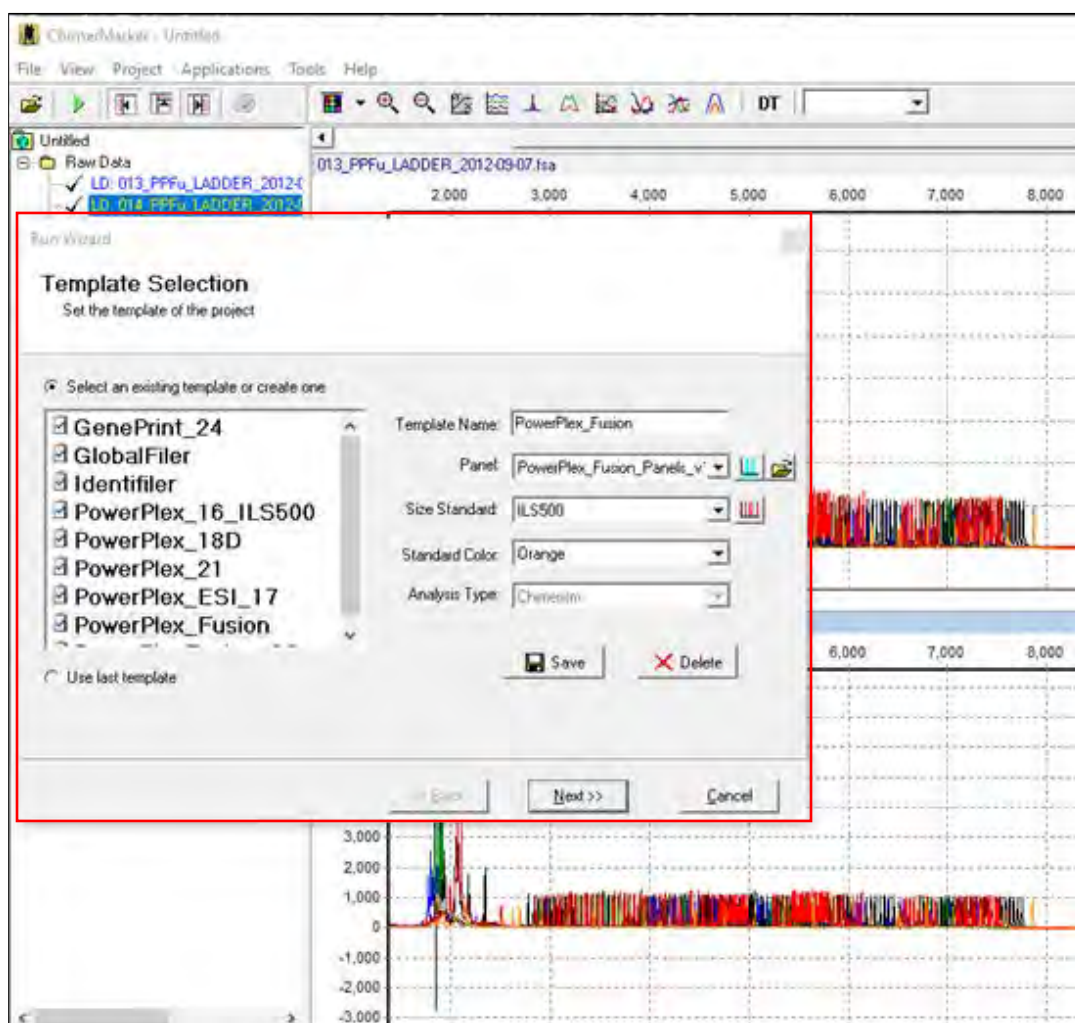 ChimerMarker - Untitled
File View Project Applications Tools Help
DT
Untitled
Raw Data
LD: 013_PPFu_LADDER_2012-0
LD: 014_PPFu_LADDER_2012-0
013_PPFu_LADDER_2012-09-07.fsa
2,000 3,000 4,000 5,000 6,000 7,000 8,000
Run Wizard
Template Selection
Set the template of the project
Select an existing template or create one
GenePrint_24
GlobalFiler
Identifiler
PowerPlex_16_ILS500
PowerPlex_18D
PowerPlex_21
PowerPlex_ESI_17
PowerPlex_Fusion
Use last template
Template Name: PowerPlex_Fusion
Panel: PowerPlex_Fusion_Panels_v
Size Standard: ILS500
Standard Color: Orange
Analysis Type: Chimerism
Save Delete
<< Back Next >> Cancel
6,000 7,000 8,000
3,000
2,000
1,000
0
-1,000
-2,000
-3,000